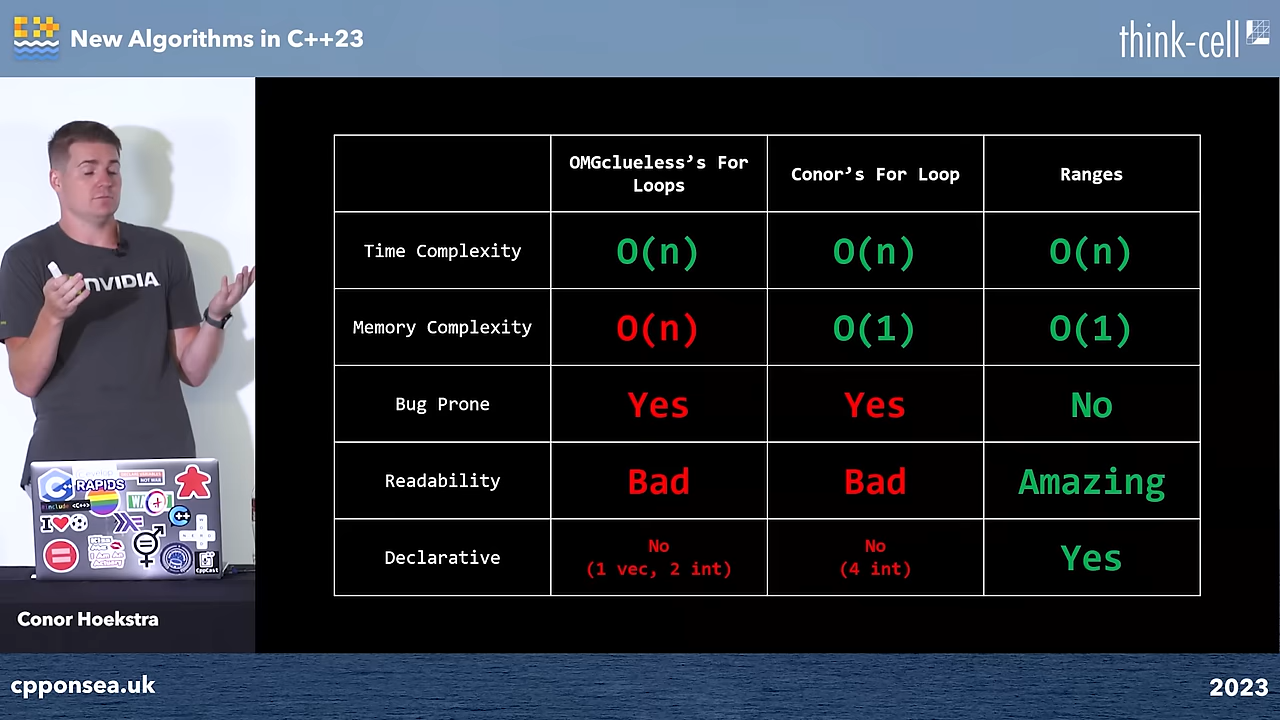 New Algorithms in C++23
think-cell
OMGclueless’s For
Loops
Conor’s For Loop
Ranges
Time Complexity
O(n)
O(n)
O(n)
Memory Complexity
O(n)
O(1)
O(1)
Bug Prone
Yes
Yes
No
Readability
Bad
Bad
Amazing
Declarative
No
(1 vec, 2 int)
No
(4 int)
Yes
NVIDIA
RAPIDS
#include <C++>
CppCast
Conor Hoekstra
cpponsea.uk
2023